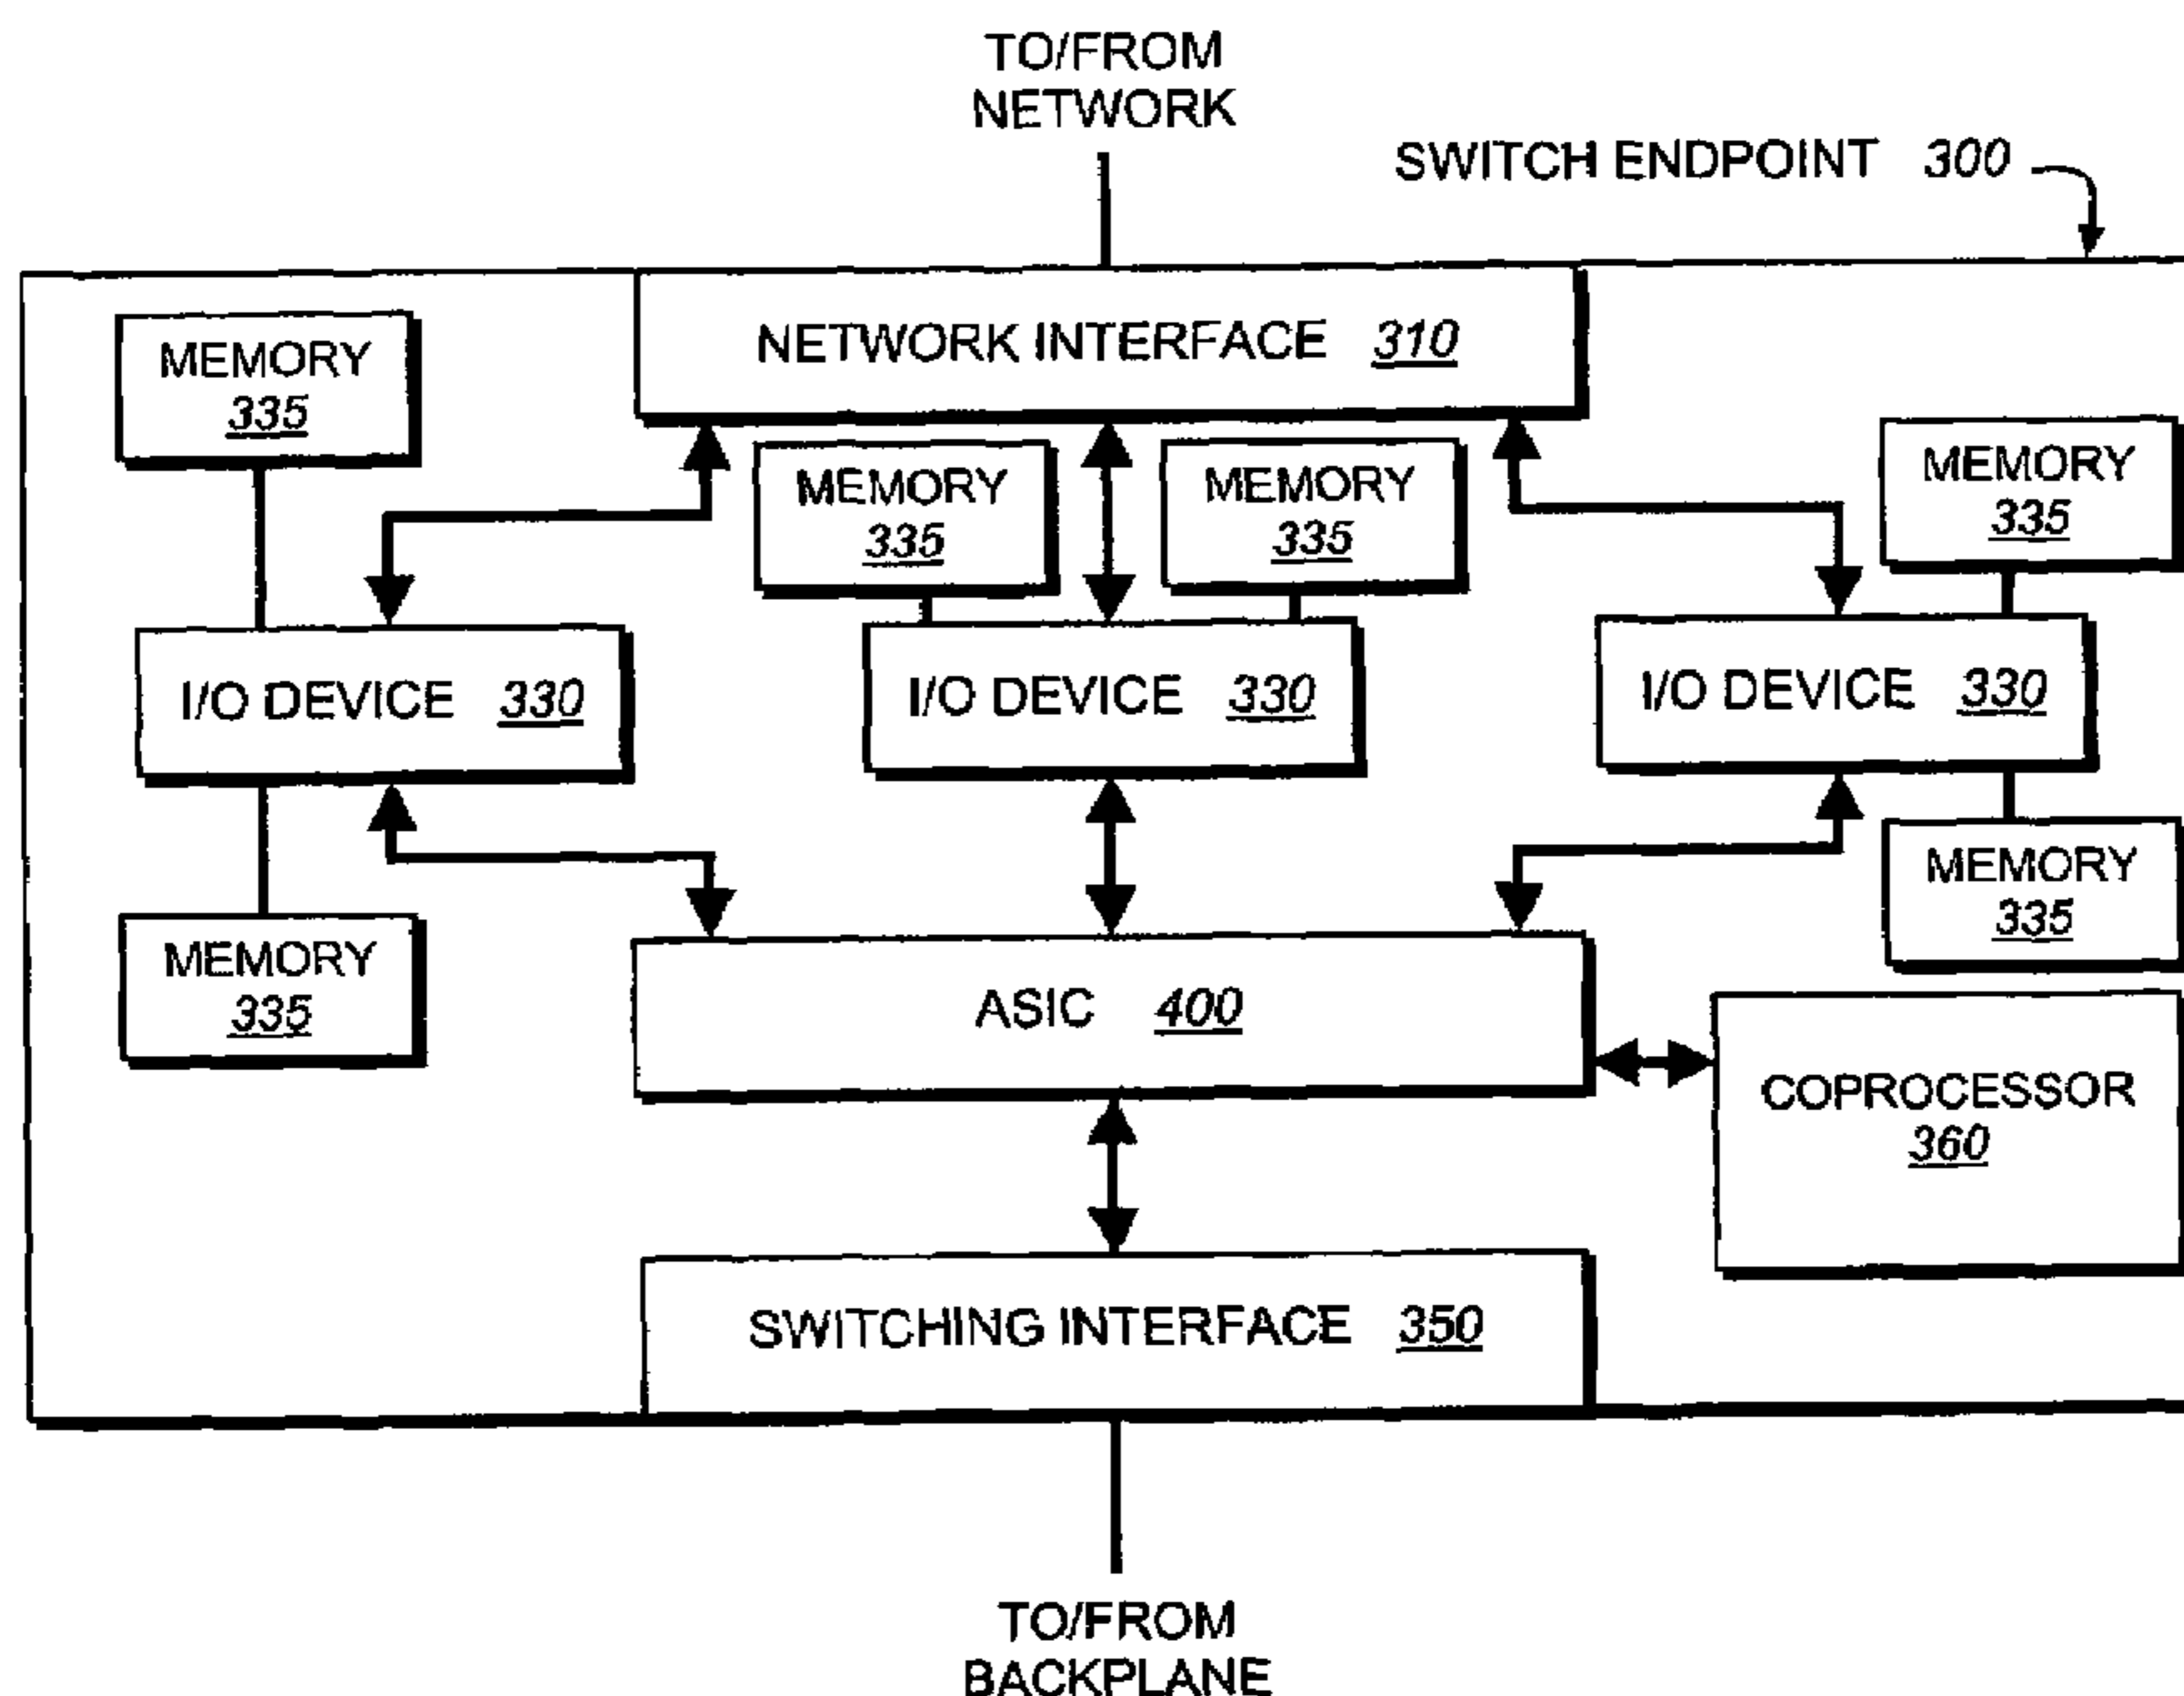 TO/FROM
NETWORK
SWITCH ENDPOINT 300
NETWORK INTERFACE 310
MEMORY
335
MEMORY
335
MEMORY
335
MEMORY
335
I/O DEVICE 330
I/O DEVICE 330
I/O DEVICE 330
MEMORY
335
MEMORY
335
ASIC 400
COPROCESSOR
360
SWITCHING INTERFACE 350
TO/FROM
BACKPLANE